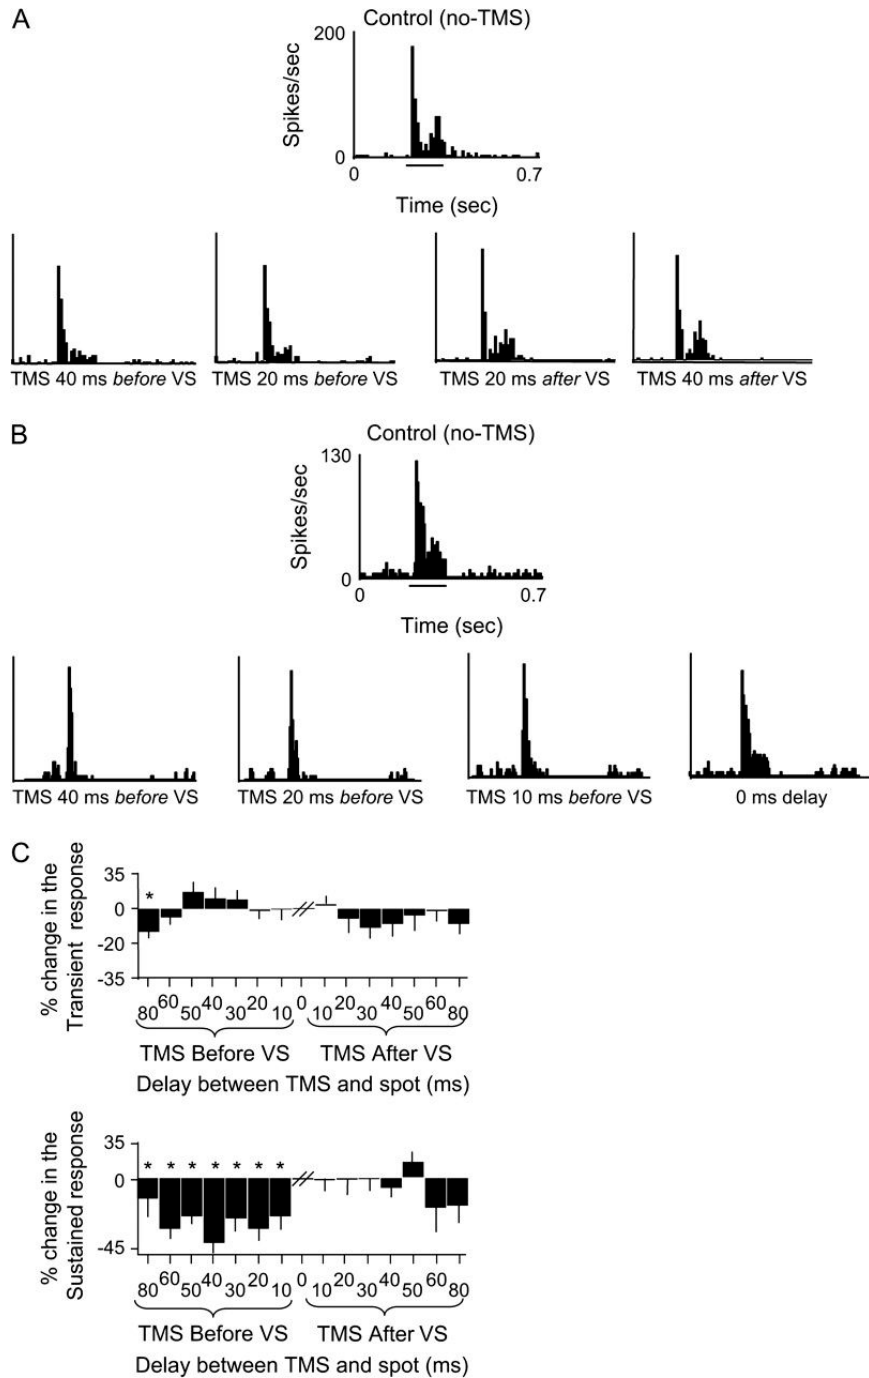 A
Control (no-TMS)
200
Spikes/sec
0
0 0.7
Time (sec)
TMS 40 ms before VS TMS 20 ms before VS TMS 20 ms after VS TMS 40 ms after VS
B
Control (no-TMS)
130
Spikes/sec
0
0 0.7
Time (sec)
TMS 40 ms before VS TMS 20 ms before VS TMS 10 ms before VS 0 ms delay
C
% change in the
Transient response
35
*
0
-20
-35
80 60 50 40 30 20 10 0 10 20 30 40 50 60 80
TMS Before VS TMS After VS
Delay between TMS and spot (ms)
% change in the
Sustained response
35
* * * * * * *
0
-45
80 60 50 40 30 20 10 0 10 20 30 40 50 60 80
TMS Before VS TMS After VS
Delay between TMS and spot (ms)